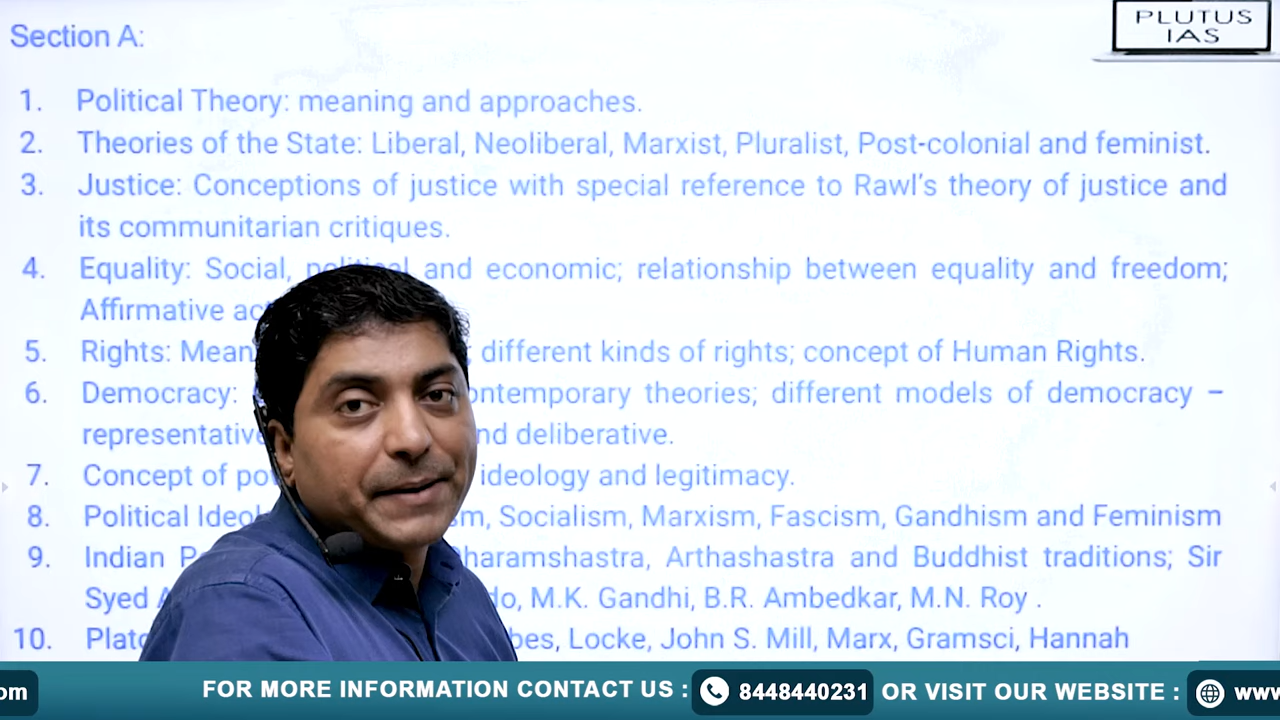 PLUTUS
IAS
Section A:
1. Political Theory: meaning and approaches.
2. Theories of the State: Liberal, Neoliberal, Marxist, Pluralist, Post-colonial and feminist.
3. Justice: Conceptions of justice with special reference to Rawl's theory of justice and
its communitarian critiques.
4. Equality: Social, political and economic; relationship between equality and freedom;
Affirmative
5. Rights: ; different kinds of rights; concept of Human Rights.
6. Democracy: theories; different models of democracy –
deliberative.
7. Concept of ideology and legitimacy.
8. Political Socialism, Marxism, Fascism, Gandhism and Feminism
9. Indian Arthashastra and Buddhist traditions; Sir
Syed M.K. Gandhi, B.R. Ambedkar, M.N. Roy .
10. Locke, John S. Mill, Marx, Gramsci, Hannah
om FOR MORE INFORMATION CONTACT US : 8448440231 OR VISIT OUR WEBSITE : www